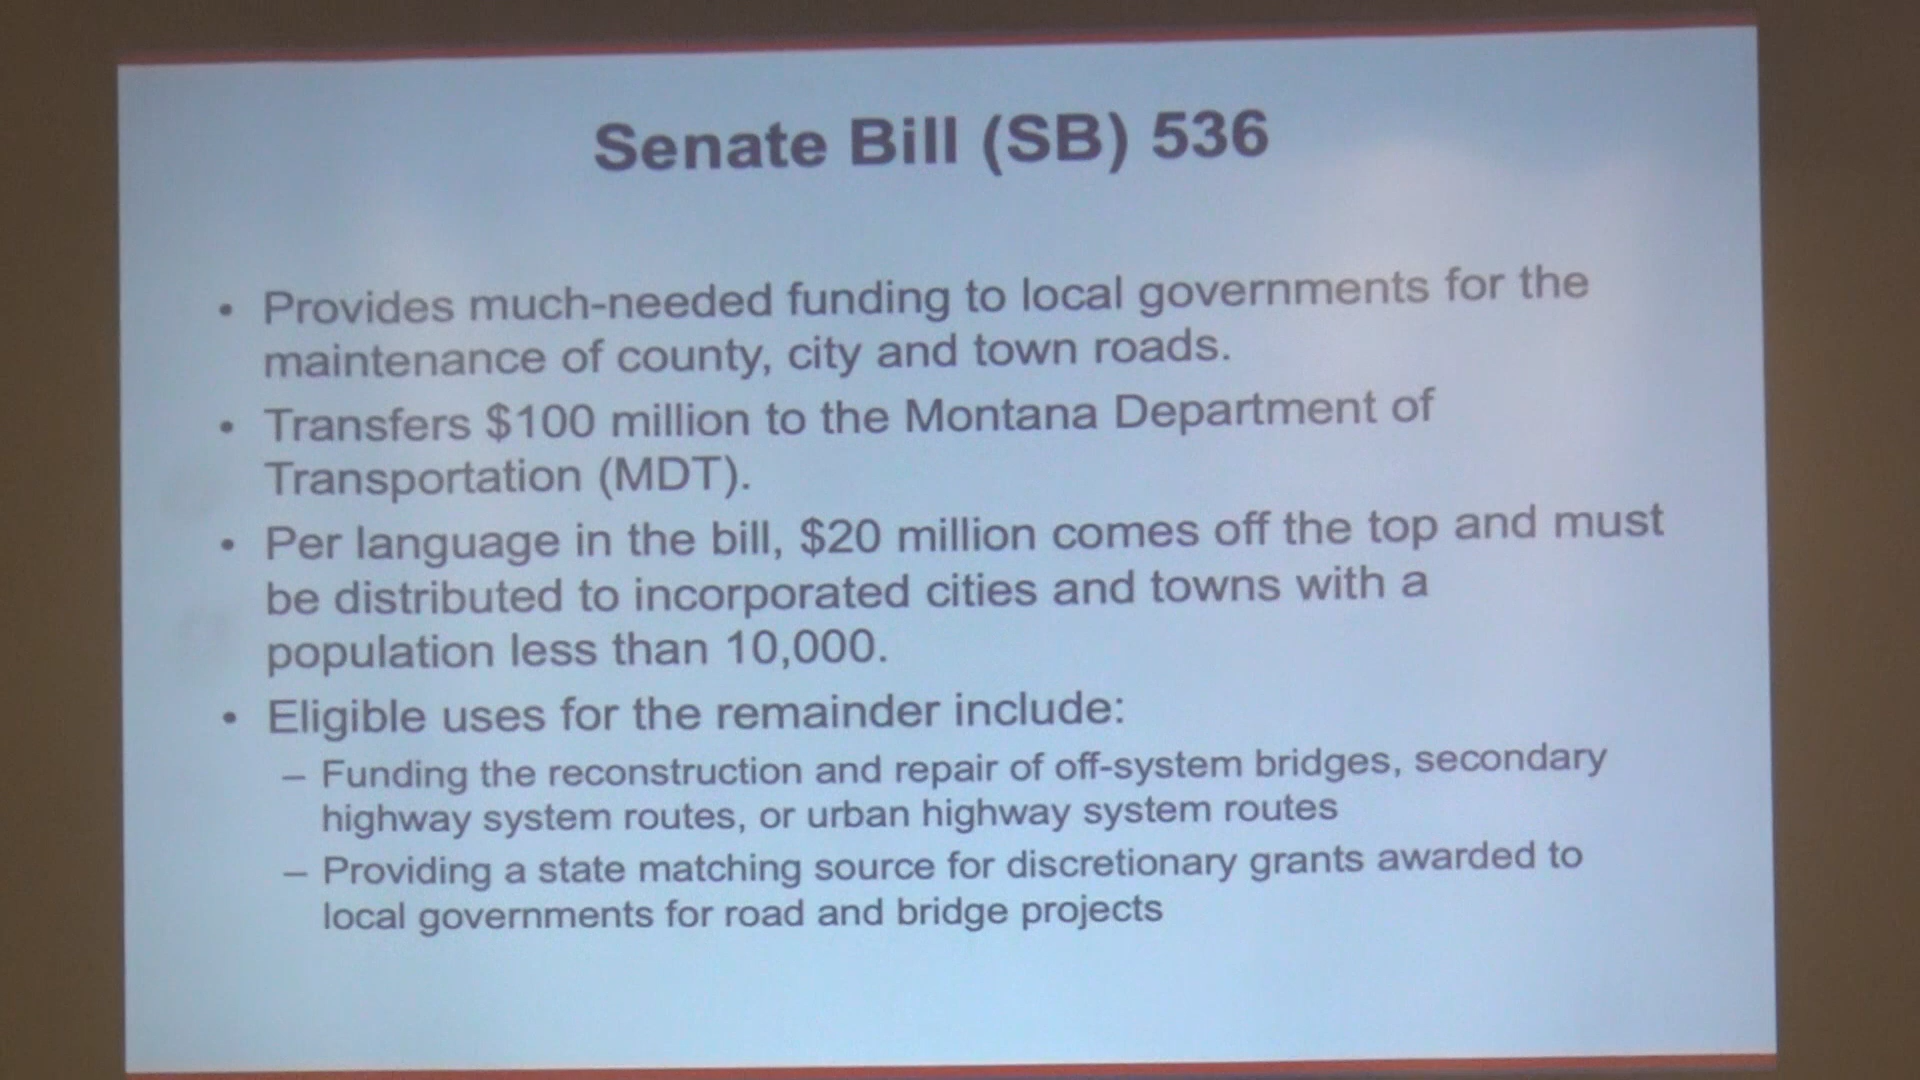 Senate Bill (SB) 536
• Provides much-needed funding to local governments for the
maintenance of county, city and town roads.
• Transfers $100 million to the Montana Department of
Transportation (MDT).
• Per language in the bill, $20 million comes off the top and must
be distributed to incorporated cities and towns with a
population less than 10,000.
• Eligible uses for the remainder include:
– Funding the reconstruction and repair of off-system bridges, secondary
highway system routes, or urban highway system routes
– Providing a state matching source for discretionary grants awarded to
local governments for road and bridge projects